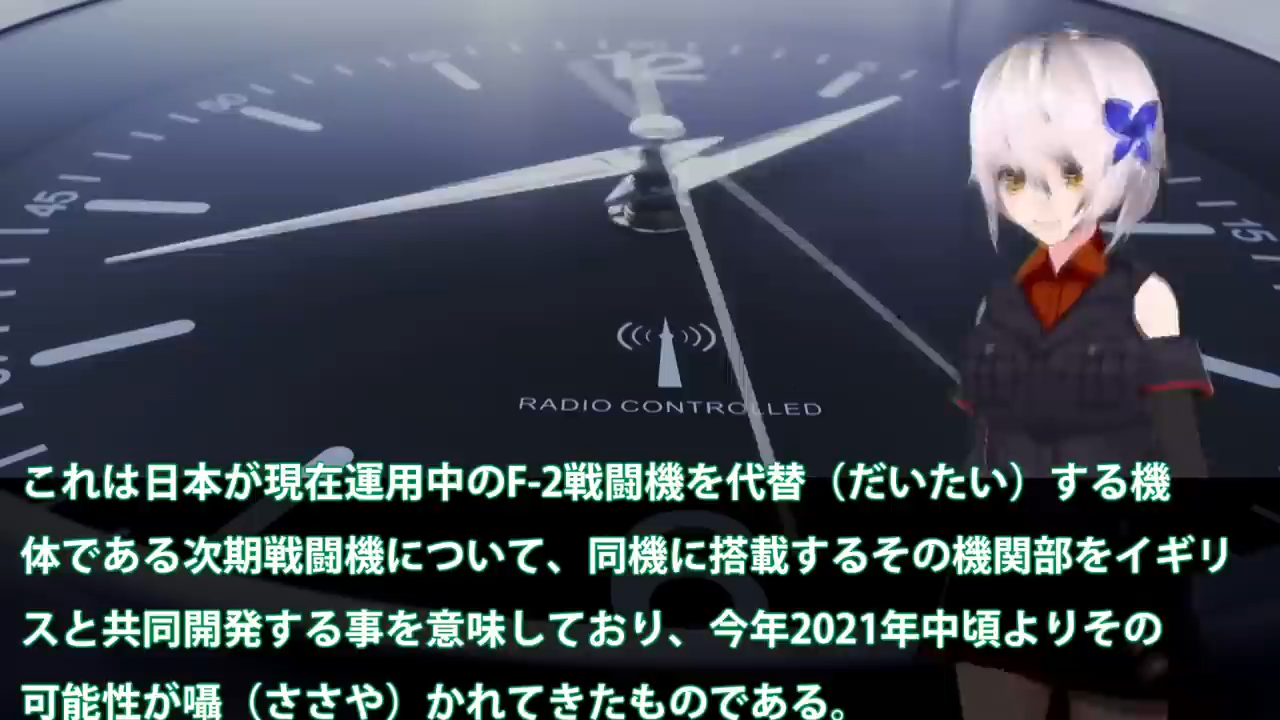 12
50
45
15
RADIO CONTROLLED
これは日本が現在運用中のF-2戦闘機を代替（だいたい）する機
体である次期戦闘機について、同機に搭載するその機関部をイギリ
スと共同開発する事を意味しており、今年2021年中頃よりその
可能性が囁（ささや）かれてきたものである。